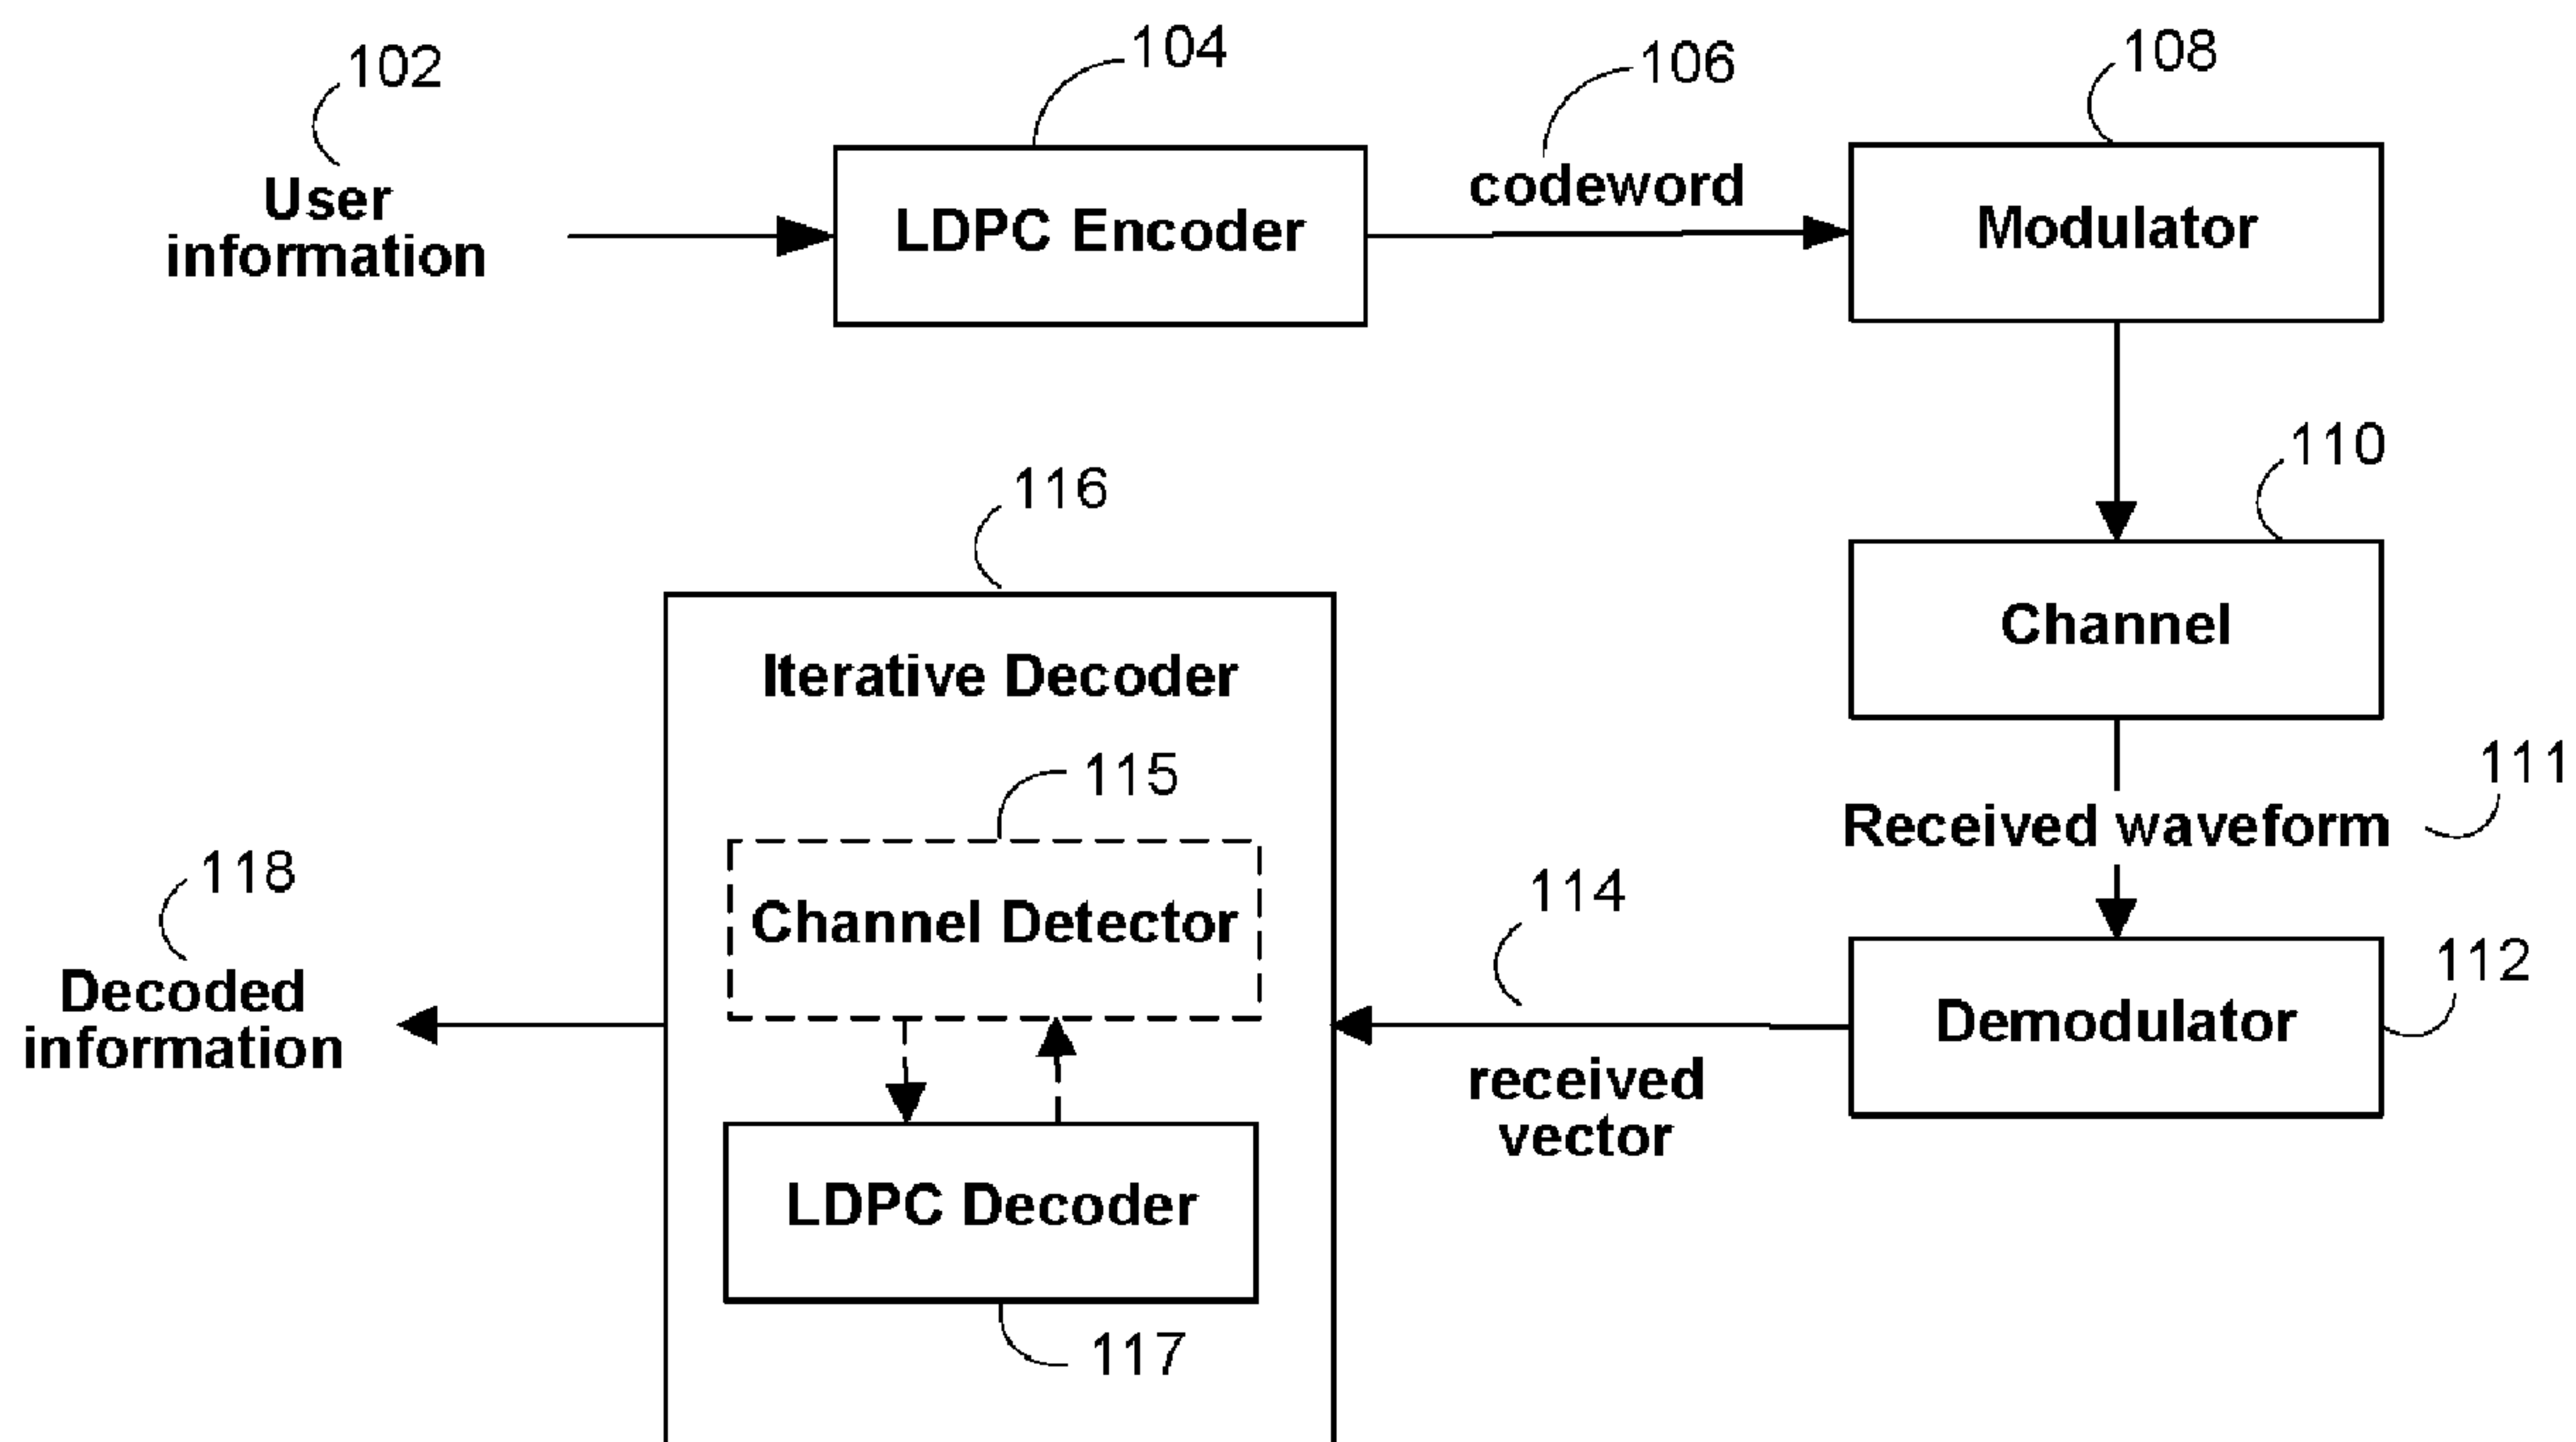 102
User
information
104
LDPC Encoder
106
codeword
108
Modulator
110
Channel
111
Received waveform
112
Demodulator
114
received
vector
116
Iterative Decoder
115
Channel Detector
LDPC Decoder
117
118
Decoded
information